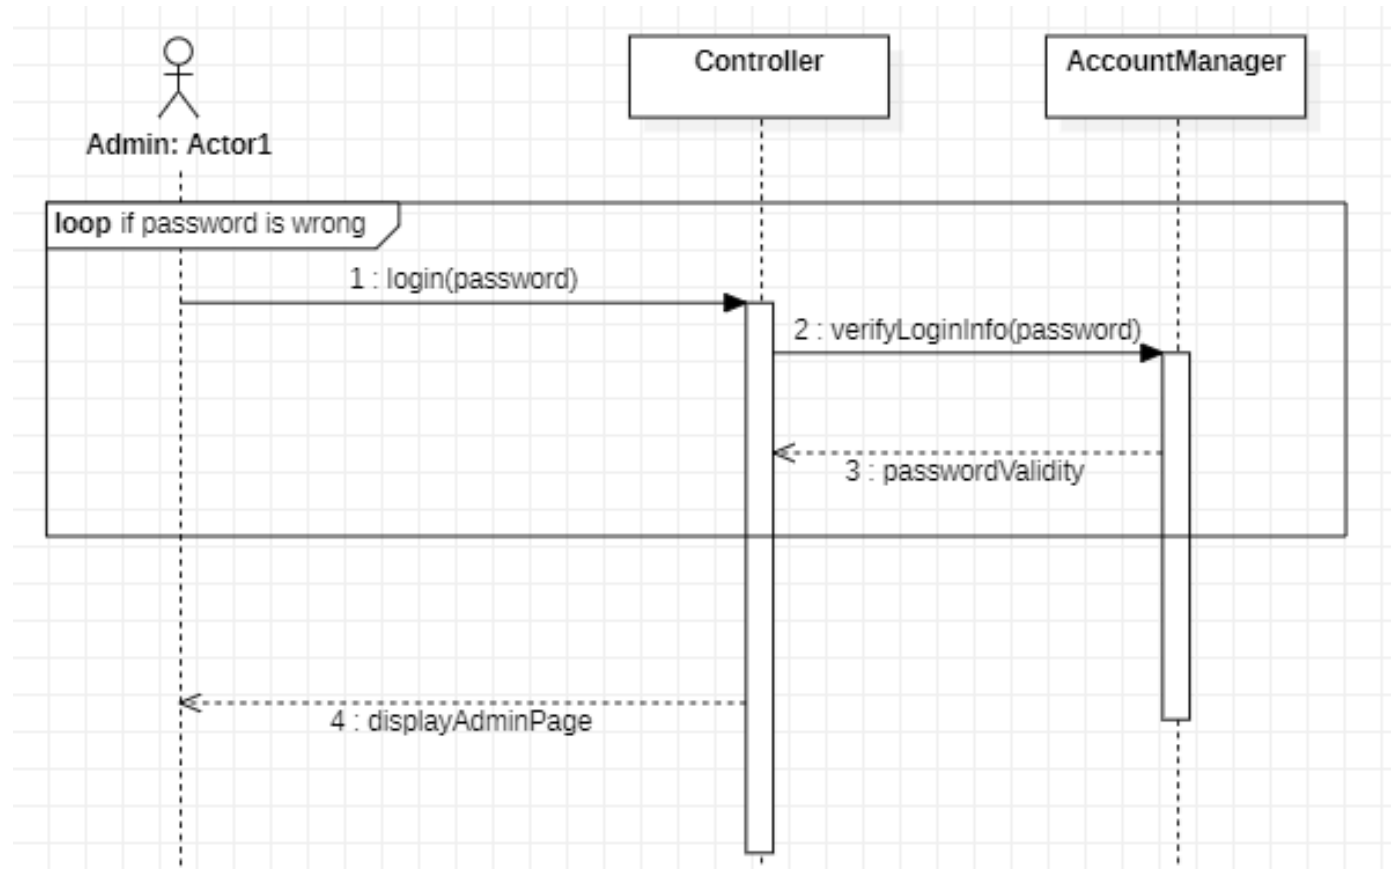 Controller
AccountManager
Admin: Actor1
loop if password is wrong
1 : login(password)
2 : verifyLoginInfo(password)
3 : passwordValidity
4 : displayAdminPage